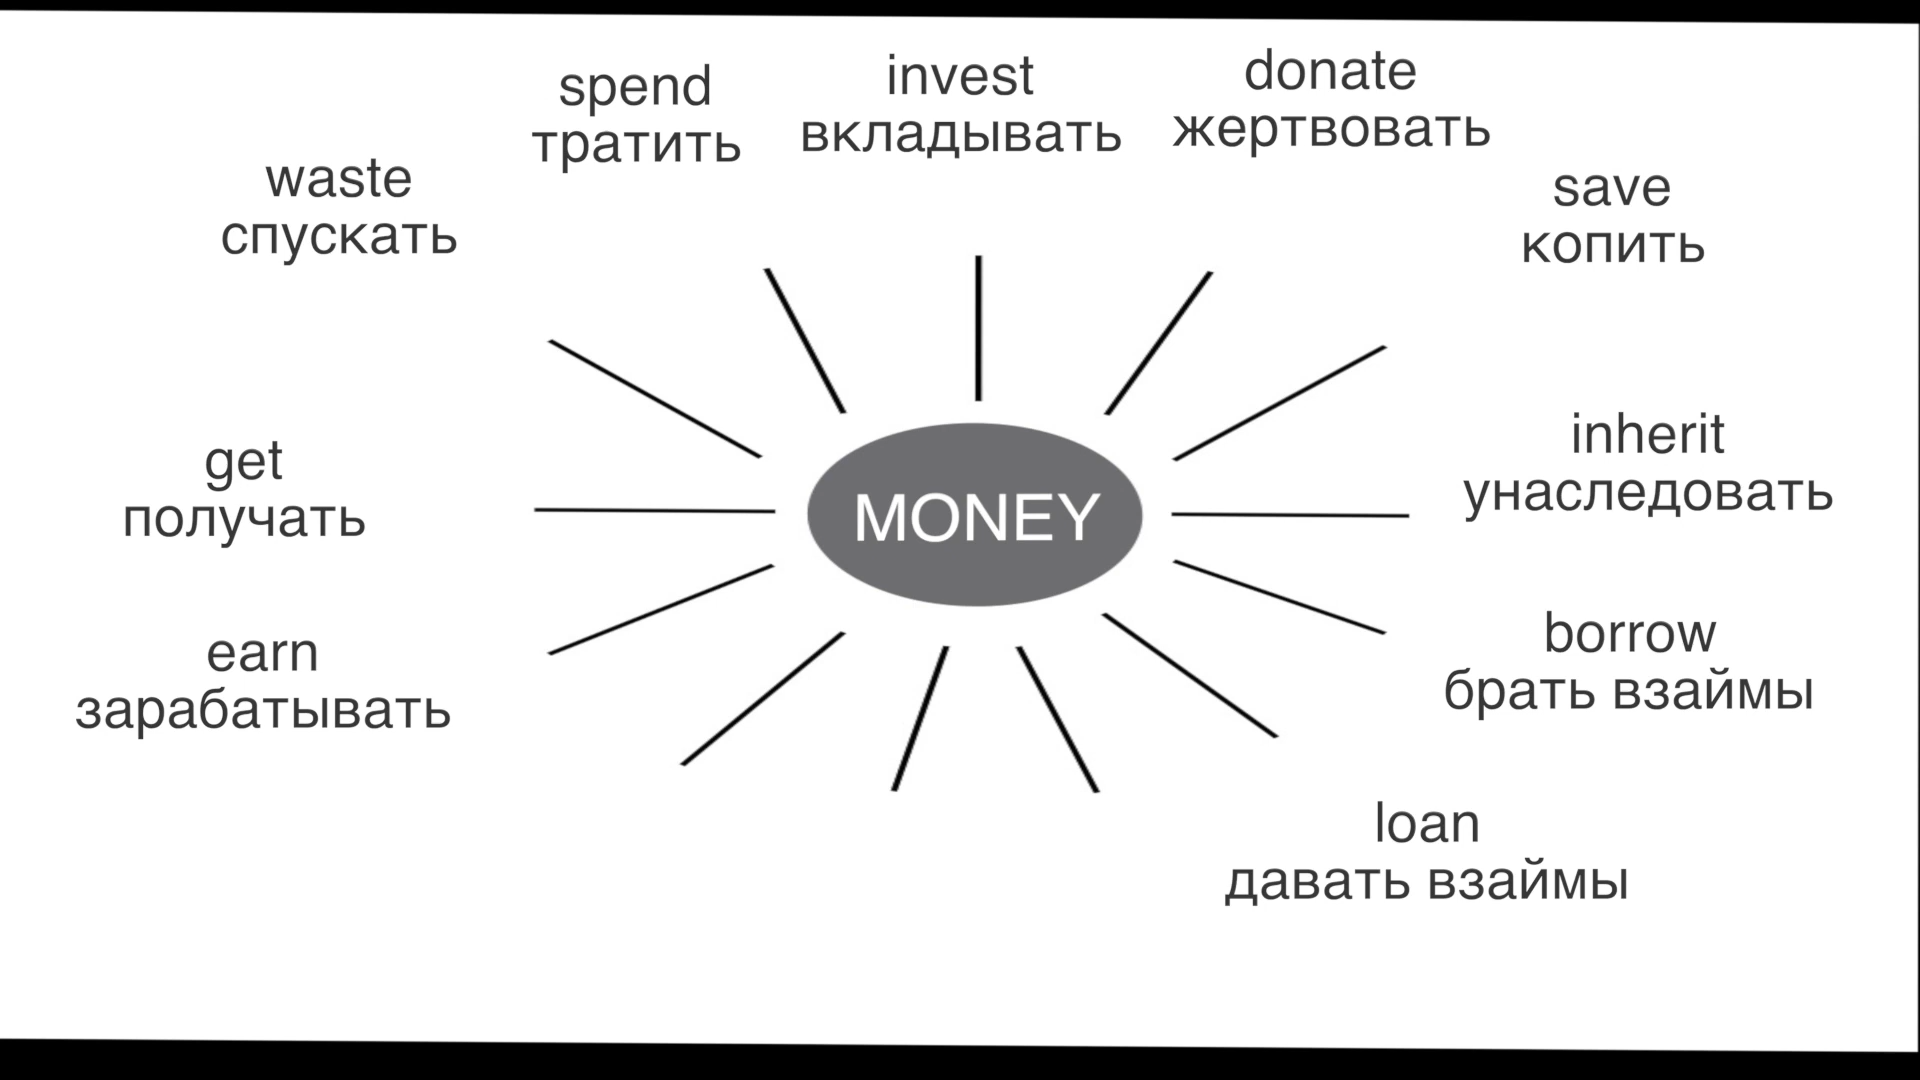 spend
тратить
invest
вкладывать
donate
жертвовать
waste
спускать
save
копить
get
получать
MONEY
inherit
унаследовать
earn
зарабатывать
borrow
брать взаймы
loan
давать взаймы